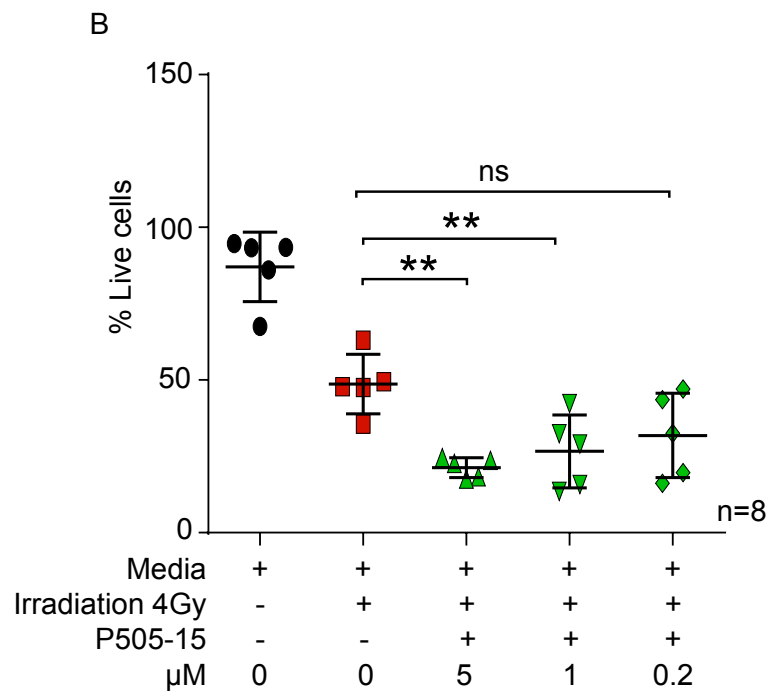 B
150
ns
100
**
**
% Live cells
50
0
n=8
Media + + + + +
Irradiation 4Gy - + + + +
P505-15 - - + + +
µM 0 0 5 1 0.2